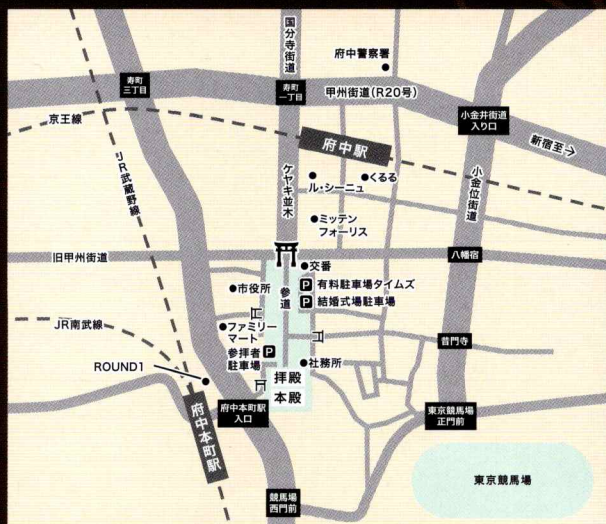 国分寺街道
府中警察署
寿町
三丁目
寿町
一丁目
甲州街道(R20号)
小金井街道
入り口
京王線
新宿至→
府中駅
JR武蔵野線
ケヤキ並木
ル・シーニュ
くるる
小金位街道
ミッテン
フォーリス
旧甲州街道
八幡宿
交番
市役所
参道
P 有料駐車場タイムズ
P 結婚式場駐車場
JR南武線
ファミリー
マート
普門寺
参拝者
駐車場
P
ROUND1
社務所
拝殿
本殿
府中本町駅
入口
東京競馬場
正門前
府中本町駅
東京競馬場
競馬場
西門前